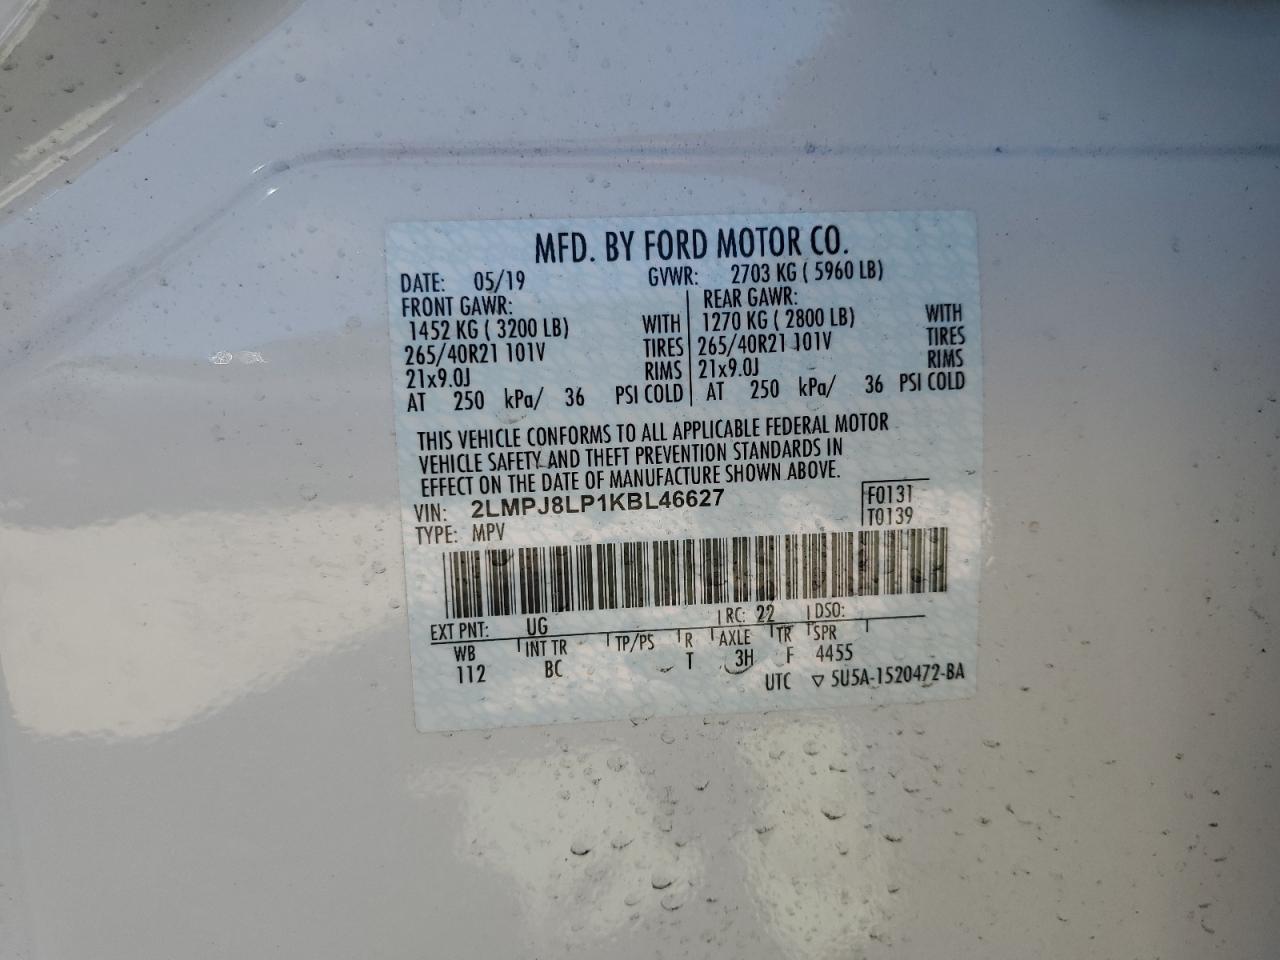 MFD. BY FORD MOTOR CO.
DATE: 05/19 GVWR: 2703 KG ( 5960 LB)
FRONT GAWR: REAR GAWR:
1452 KG ( 3200 LB) WITH 1270 KG ( 2800 LB) WITH
265/40R21 101V TIRES 265/40R21 101V TIRES
21x9.0J RIMS 21x9.0J RIMS
AT 250 kPa/ 36 PSI COLD AT 250 kPa/ 36 PSI COLD
THIS VEHICLE CONFORMS TO ALL APPLICABLE FEDERAL MOTOR
VEHICLE SAFETY AND THEFT PREVENTION STANDARDS IN
EFFECT ON THE DATE OF MANUFACTURE SHOWN ABOVE.
VIN: 2LMPJ8LP1KBL46627 F0131
TYPE: MPV T0139
EXT PNT: UG RC: 22 DSO:
WB INT TR TP/PS R AXLE TR SPR
112 BC T 3H F 4455
UTC ▽ 5U5A-1520472-BA